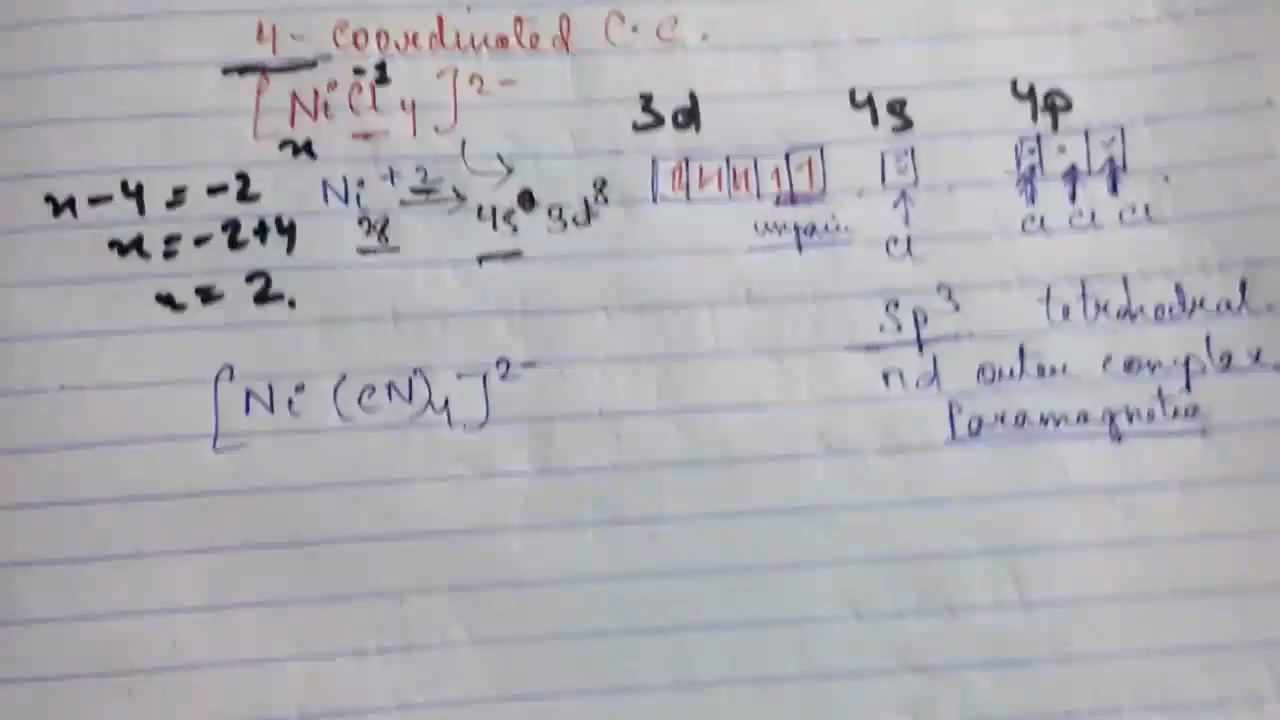 4- coordinated C.C.
[NiCl4]2-
-1
x
3d 4s 4p
x-4 = -2
Ni+2 → 4s0 3d8
x = -2+4
28
unpair
Cl
Cl Cl Cl
x = 2.
sp3 tetrahedral.
nd outer complex.
Paramagnetic
[Ni(CN)4]2-